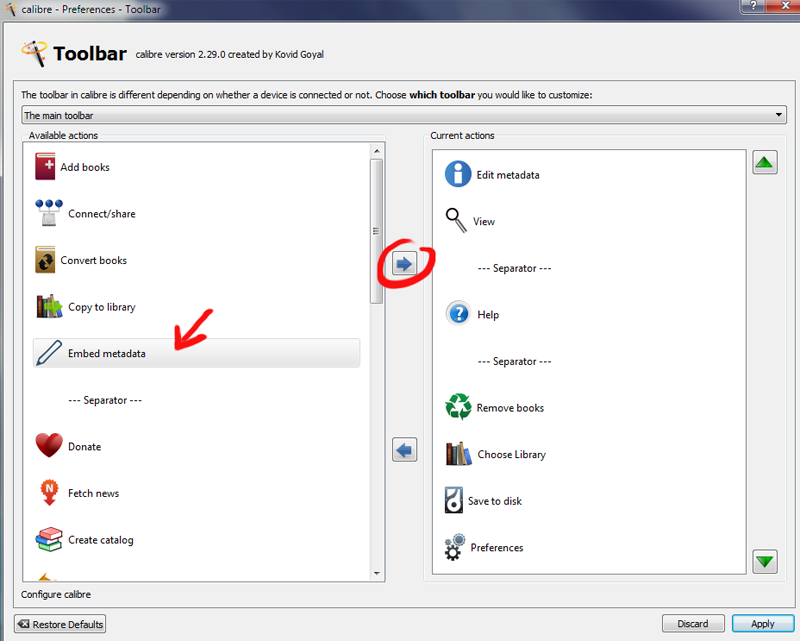 calibre - Preferences - Toolbar
Toolbar calibre version 2.29.0 created by Kovid Goyal
The toolbar in calibre is different depending on whether a device is connected or not. Choose which toolbar you would like to customize:
The main toolbar
Available actions
Add books
Connect/share
Convert books
Copy to library
Embed metadata
--- Separator ---
Donate
N
Fetch news
Create catalog
Current actions
Edit metadata
View
--- Separator ---
Help
--- Separator ---
Remove books
Choose Library
Save to disk
Preferences
Configure calibre
Restore Defaults
Discard
Apply